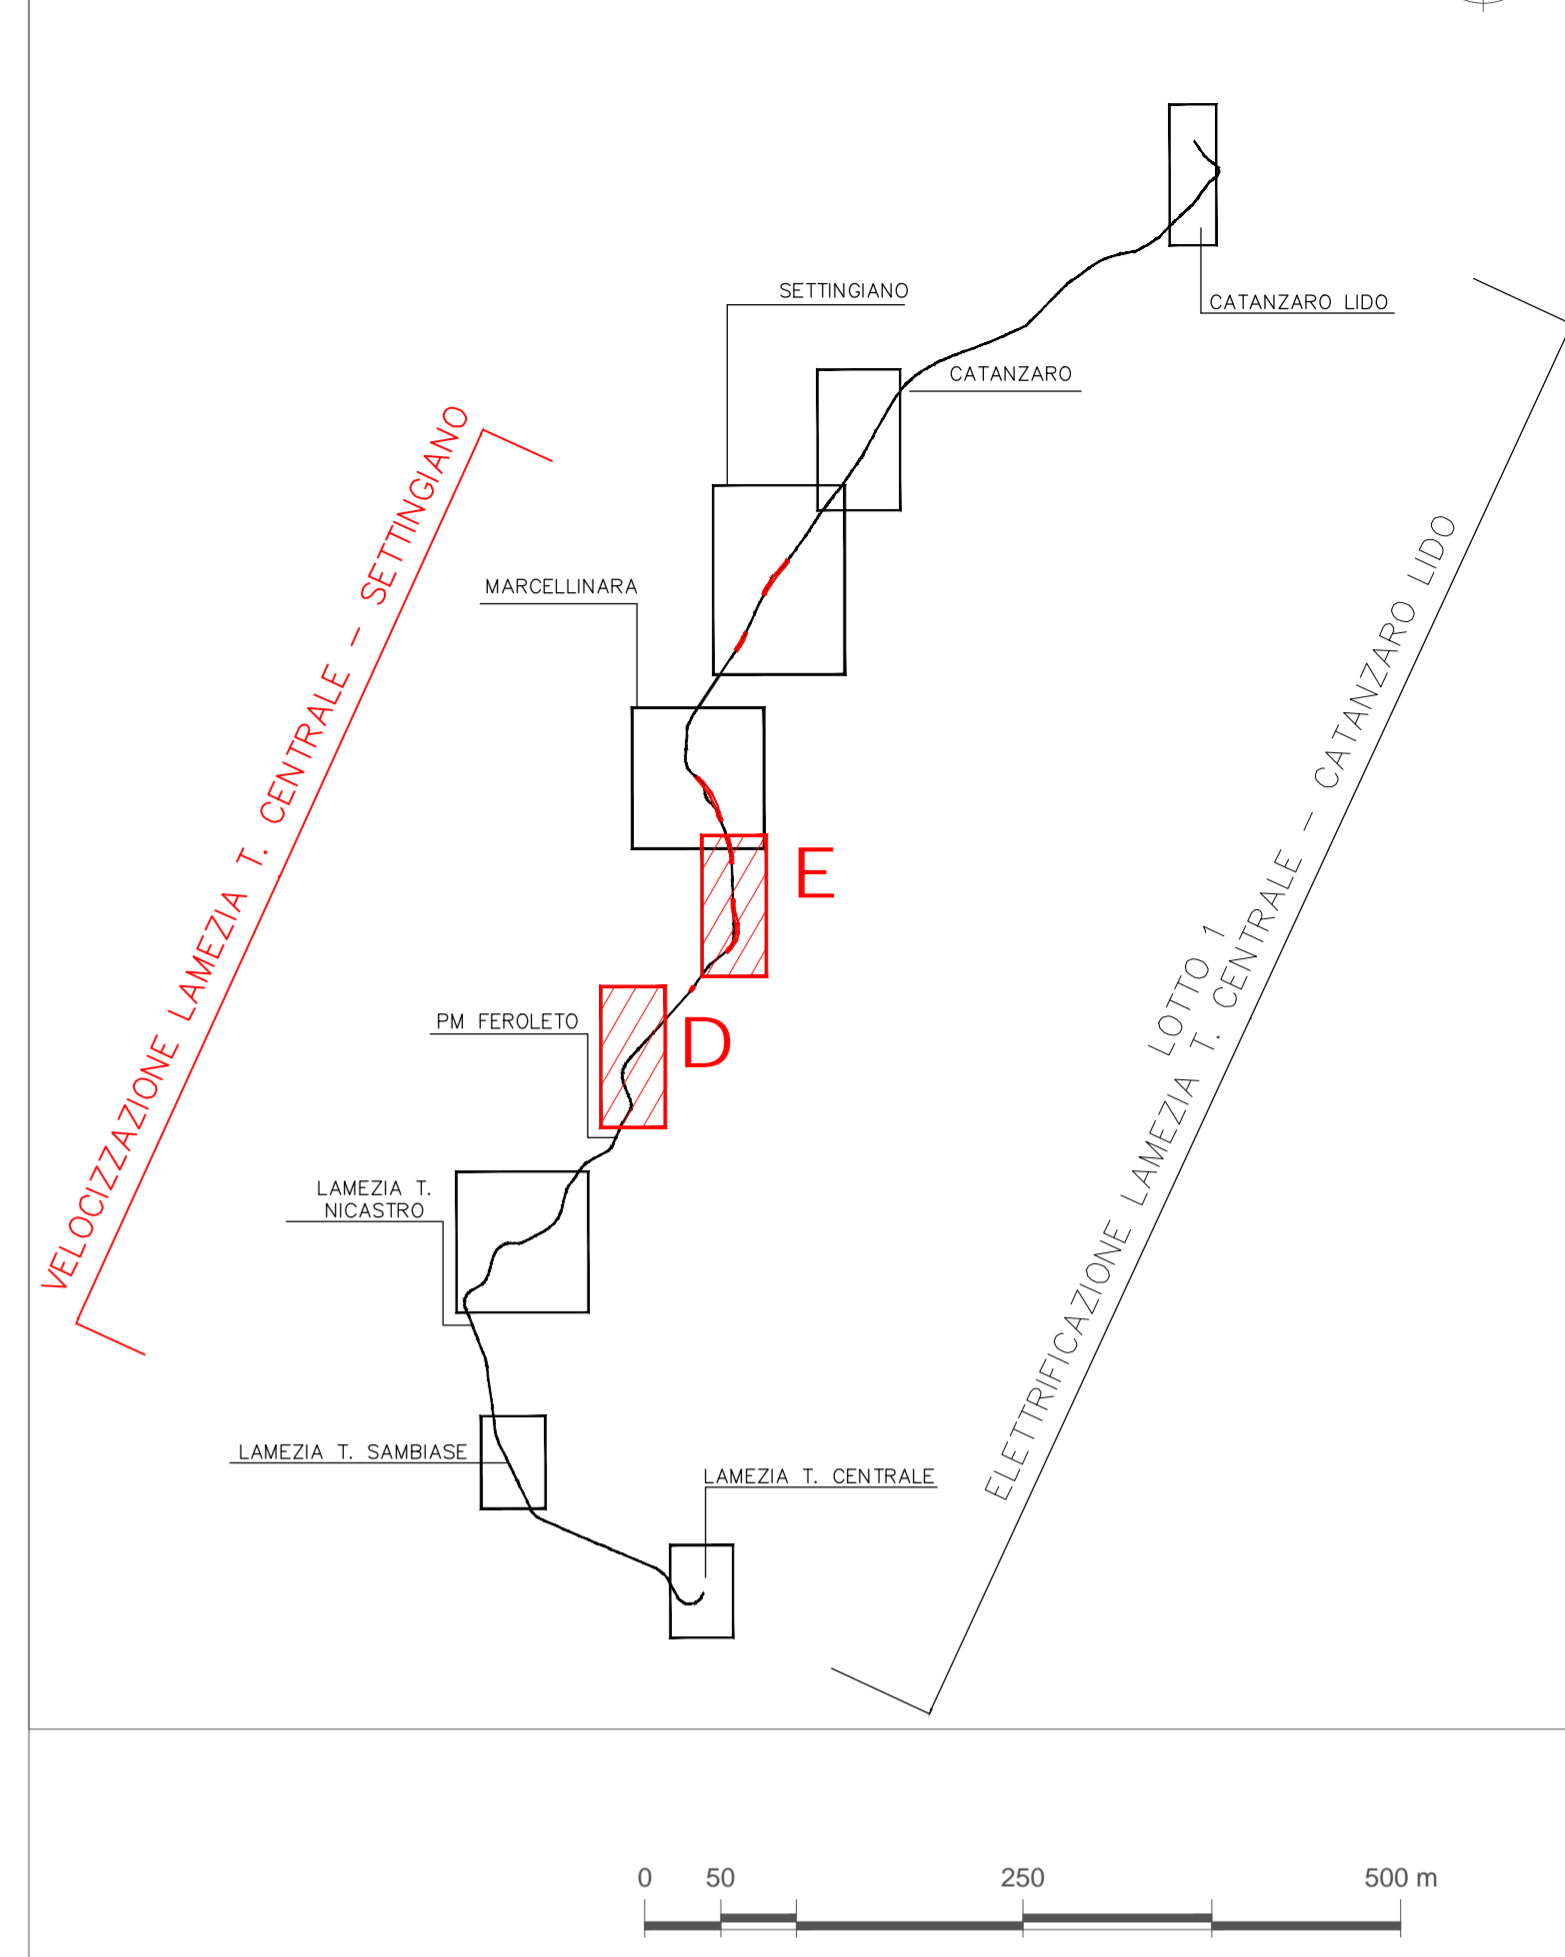 CATANZARO LIDO
SETTINGIANO
CATANZARO
VELOCIZZAZIONE LAMEZIA T. CENTRALE - SETTINGIANO
MARCELLINARA
E
LOTTO 1
ELETTRIFICAZIONE LAMEZIA T. CENTRALE - CATANZARO LIDO
PM FEROLETO
D
LAMEZIA T.
NICASTRO
LAMEZIA T. SAMBIASE
LAMEZIA T. CENTRALE
0 50 250 500 m